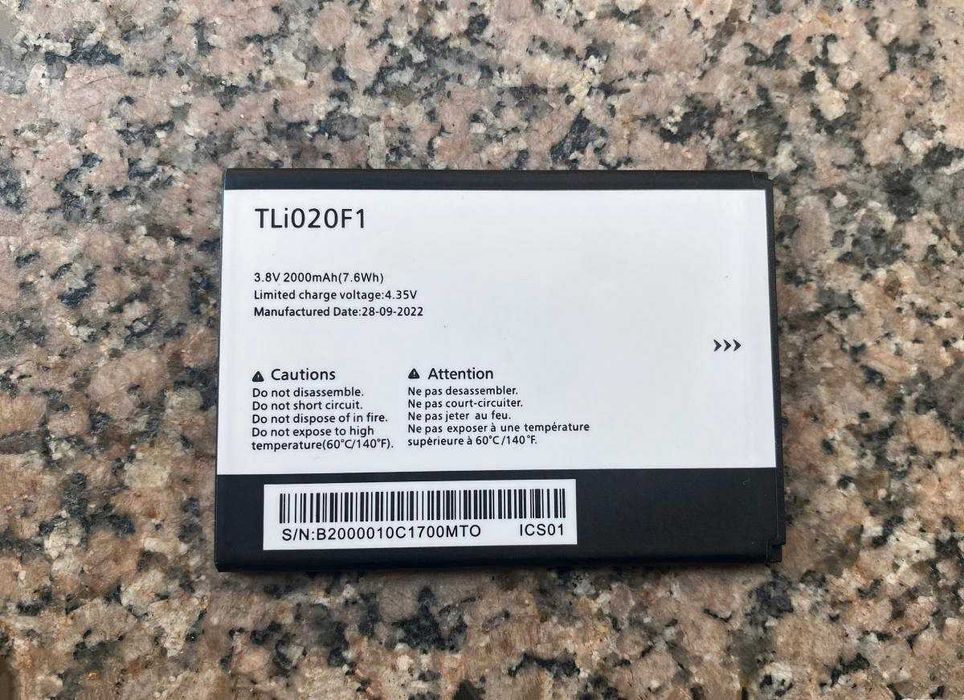 TLi020F1
3.8V 2000mAh(7.6Wh)
Limited charge voltage:4.35V
Manufactured Date:28-09-2022
>>>
⚠ Cautions
Do not disassemble.
Do not short circuit.
Do not dispose of in fire.
Do not expose to high
temperature(60°C/140°F).
⚠ Attention
Ne pas desassembler.
Ne pas court-circuiter.
Ne pas jeter au feu.
Ne pas exposer à une température
supérieure à 60°C/140°F.
S/N:B2000010C1700MTO ICS01